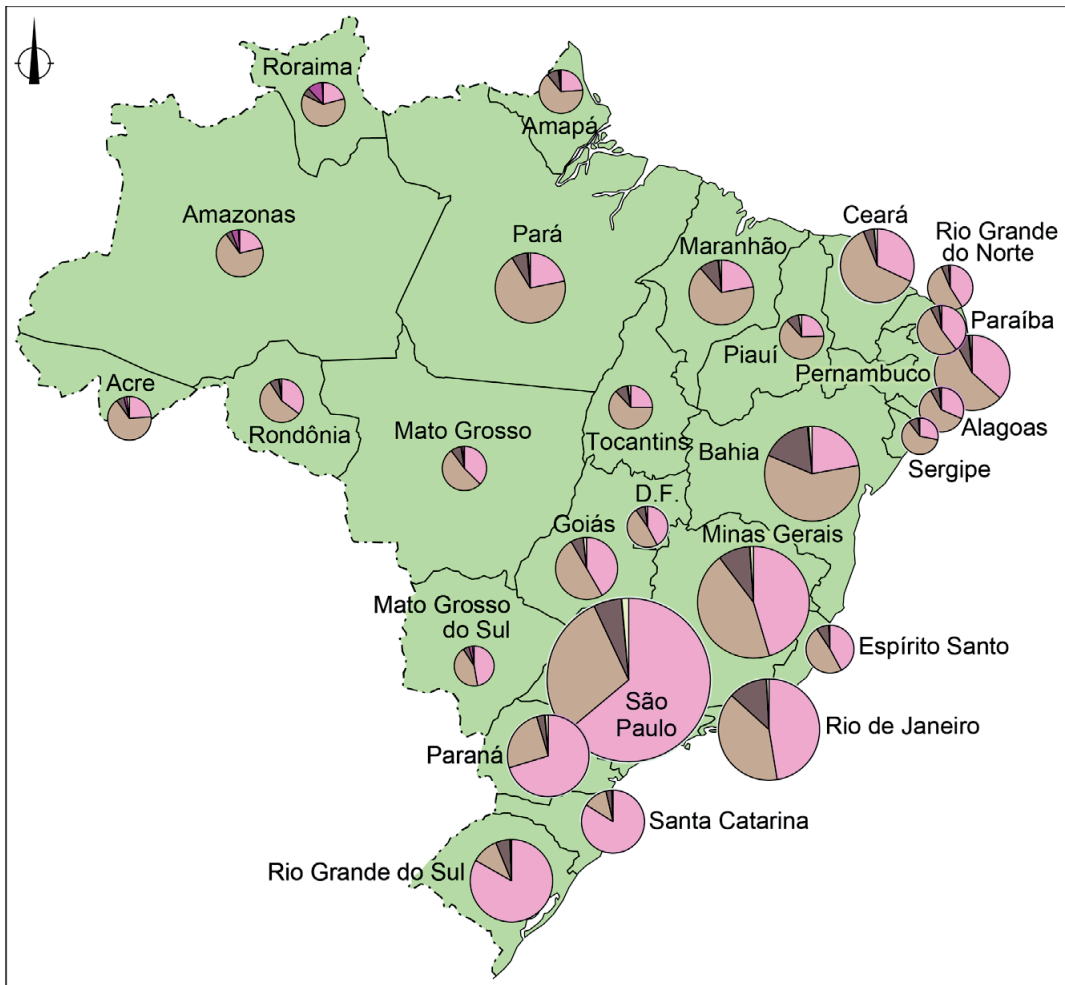 Roraima
Amapá
Amazonas
Pará
Maranhão
Ceará
Rio Grande
do Norte
Paraíba
Piauí
Pernambuco
Acre
Rondônia
Mato Grosso
Tocantins
Bahia
Alagoas
Sergipe
D.F.
Goiás
Minas Gerais
Mato Grosso
do Sul
Espírito Santo
São
Paulo
Rio de Janeiro
Paraná
Santa Catarina
Rio Grande do Sul